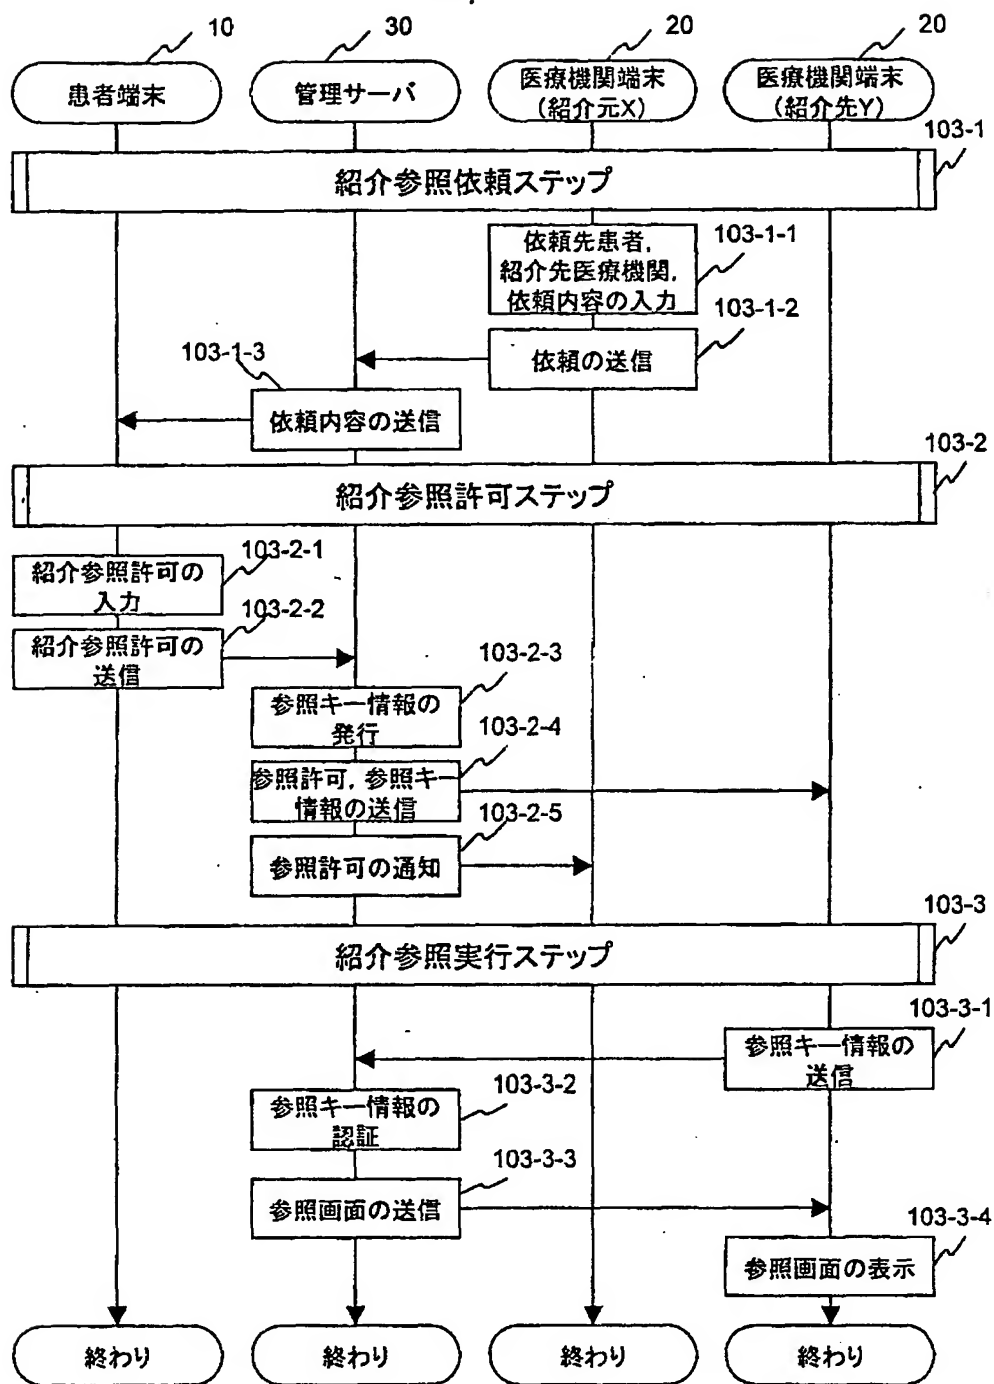 10
30
20
20
患者端末
管理サーバ
医療機関端末
(紹介元X)
医療機関端末
(紹介先Y)
103-1
紹介参照依頼ステップ
依頼先患者,
紹介先医療機関,
依頼内容の入力
103-1-1
103-1-2
依頼の送信
103-1-3
依頼内容の送信
103-2
紹介参照許可ステップ
103-2-1
紹介参照許可の
入力
103-2-2
紹介参照許可の
送信
103-2-3
参照キー情報の
発行
103-2-4
参照許可,参照キー
情報の送信
103-2-5
参照許可の通知
103-3
紹介参照実行ステップ
103-3-1
参照キー情報の
送信
103-3-2
参照キー情報の
認証
103-3-3
参照画面の送信
103-3-4
参照画面の表示
終わり
終わり
終わり
終わり